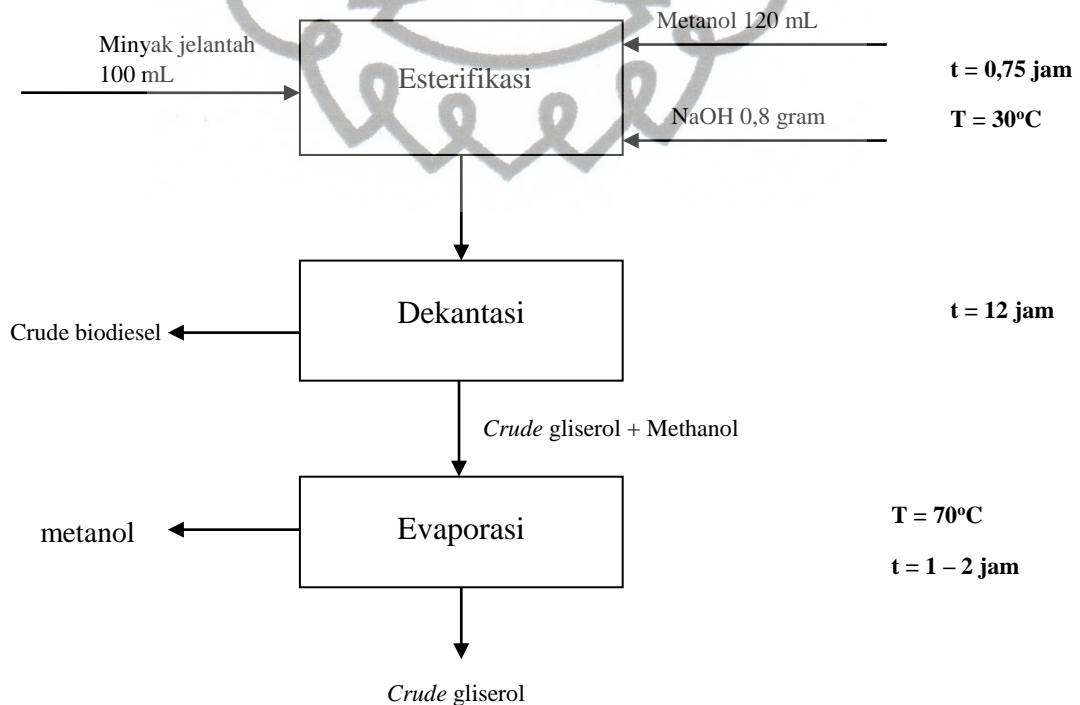 Metanol 120 mL
Minyak jelantah
100 mL
Esterifikasi
t = 0,75 jam
NaOH 0,8 gram
T = 30°C
Dekantasi
t = 12 jam
Crude biodiesel
Crude gliserol + Methanol
Evaporasi
T = 70°C
metanol
t = 1 – 2 jam
Crude gliserol